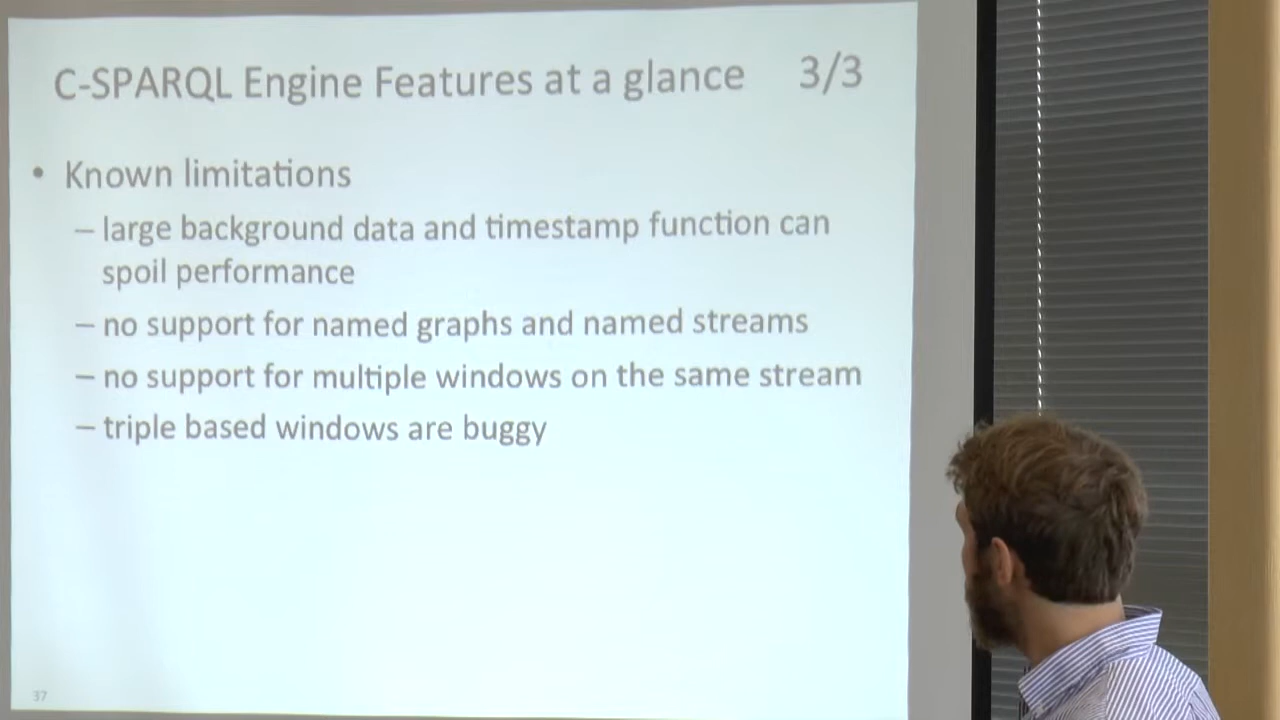 C-SPARQL Engine Features at a glance 3/3
• Known limitations
– large background data and timestamp function can
spoil performance
– no support for named graphs and named streams
– no support for multiple windows on the same stream
– triple based windows are buggy
37